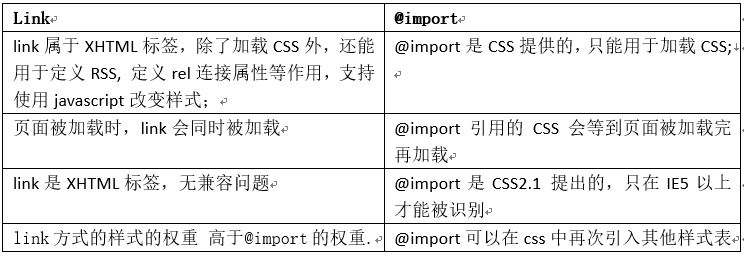 Link
@import
link 属于 XHTML 标签，除了加载 CSS 外，还能
用于定义 RSS, 定义 rel 连接属性等作用，支持
使用 javascript 改变样式；
@import 是 CSS 提供的，只能用于加载 CSS;
页面被加载时，link 会同时被加载
@import 引用的 CSS 会等到页面被加载完
再加载
link 是 XHTML 标签，无兼容问题
@import 是 CSS2.1 提出的，只在 IE5 以上
才能被识别
link 方式的样式的权重 高于@import 的权重.
@import 可以在 css 中再次引入其他样式表